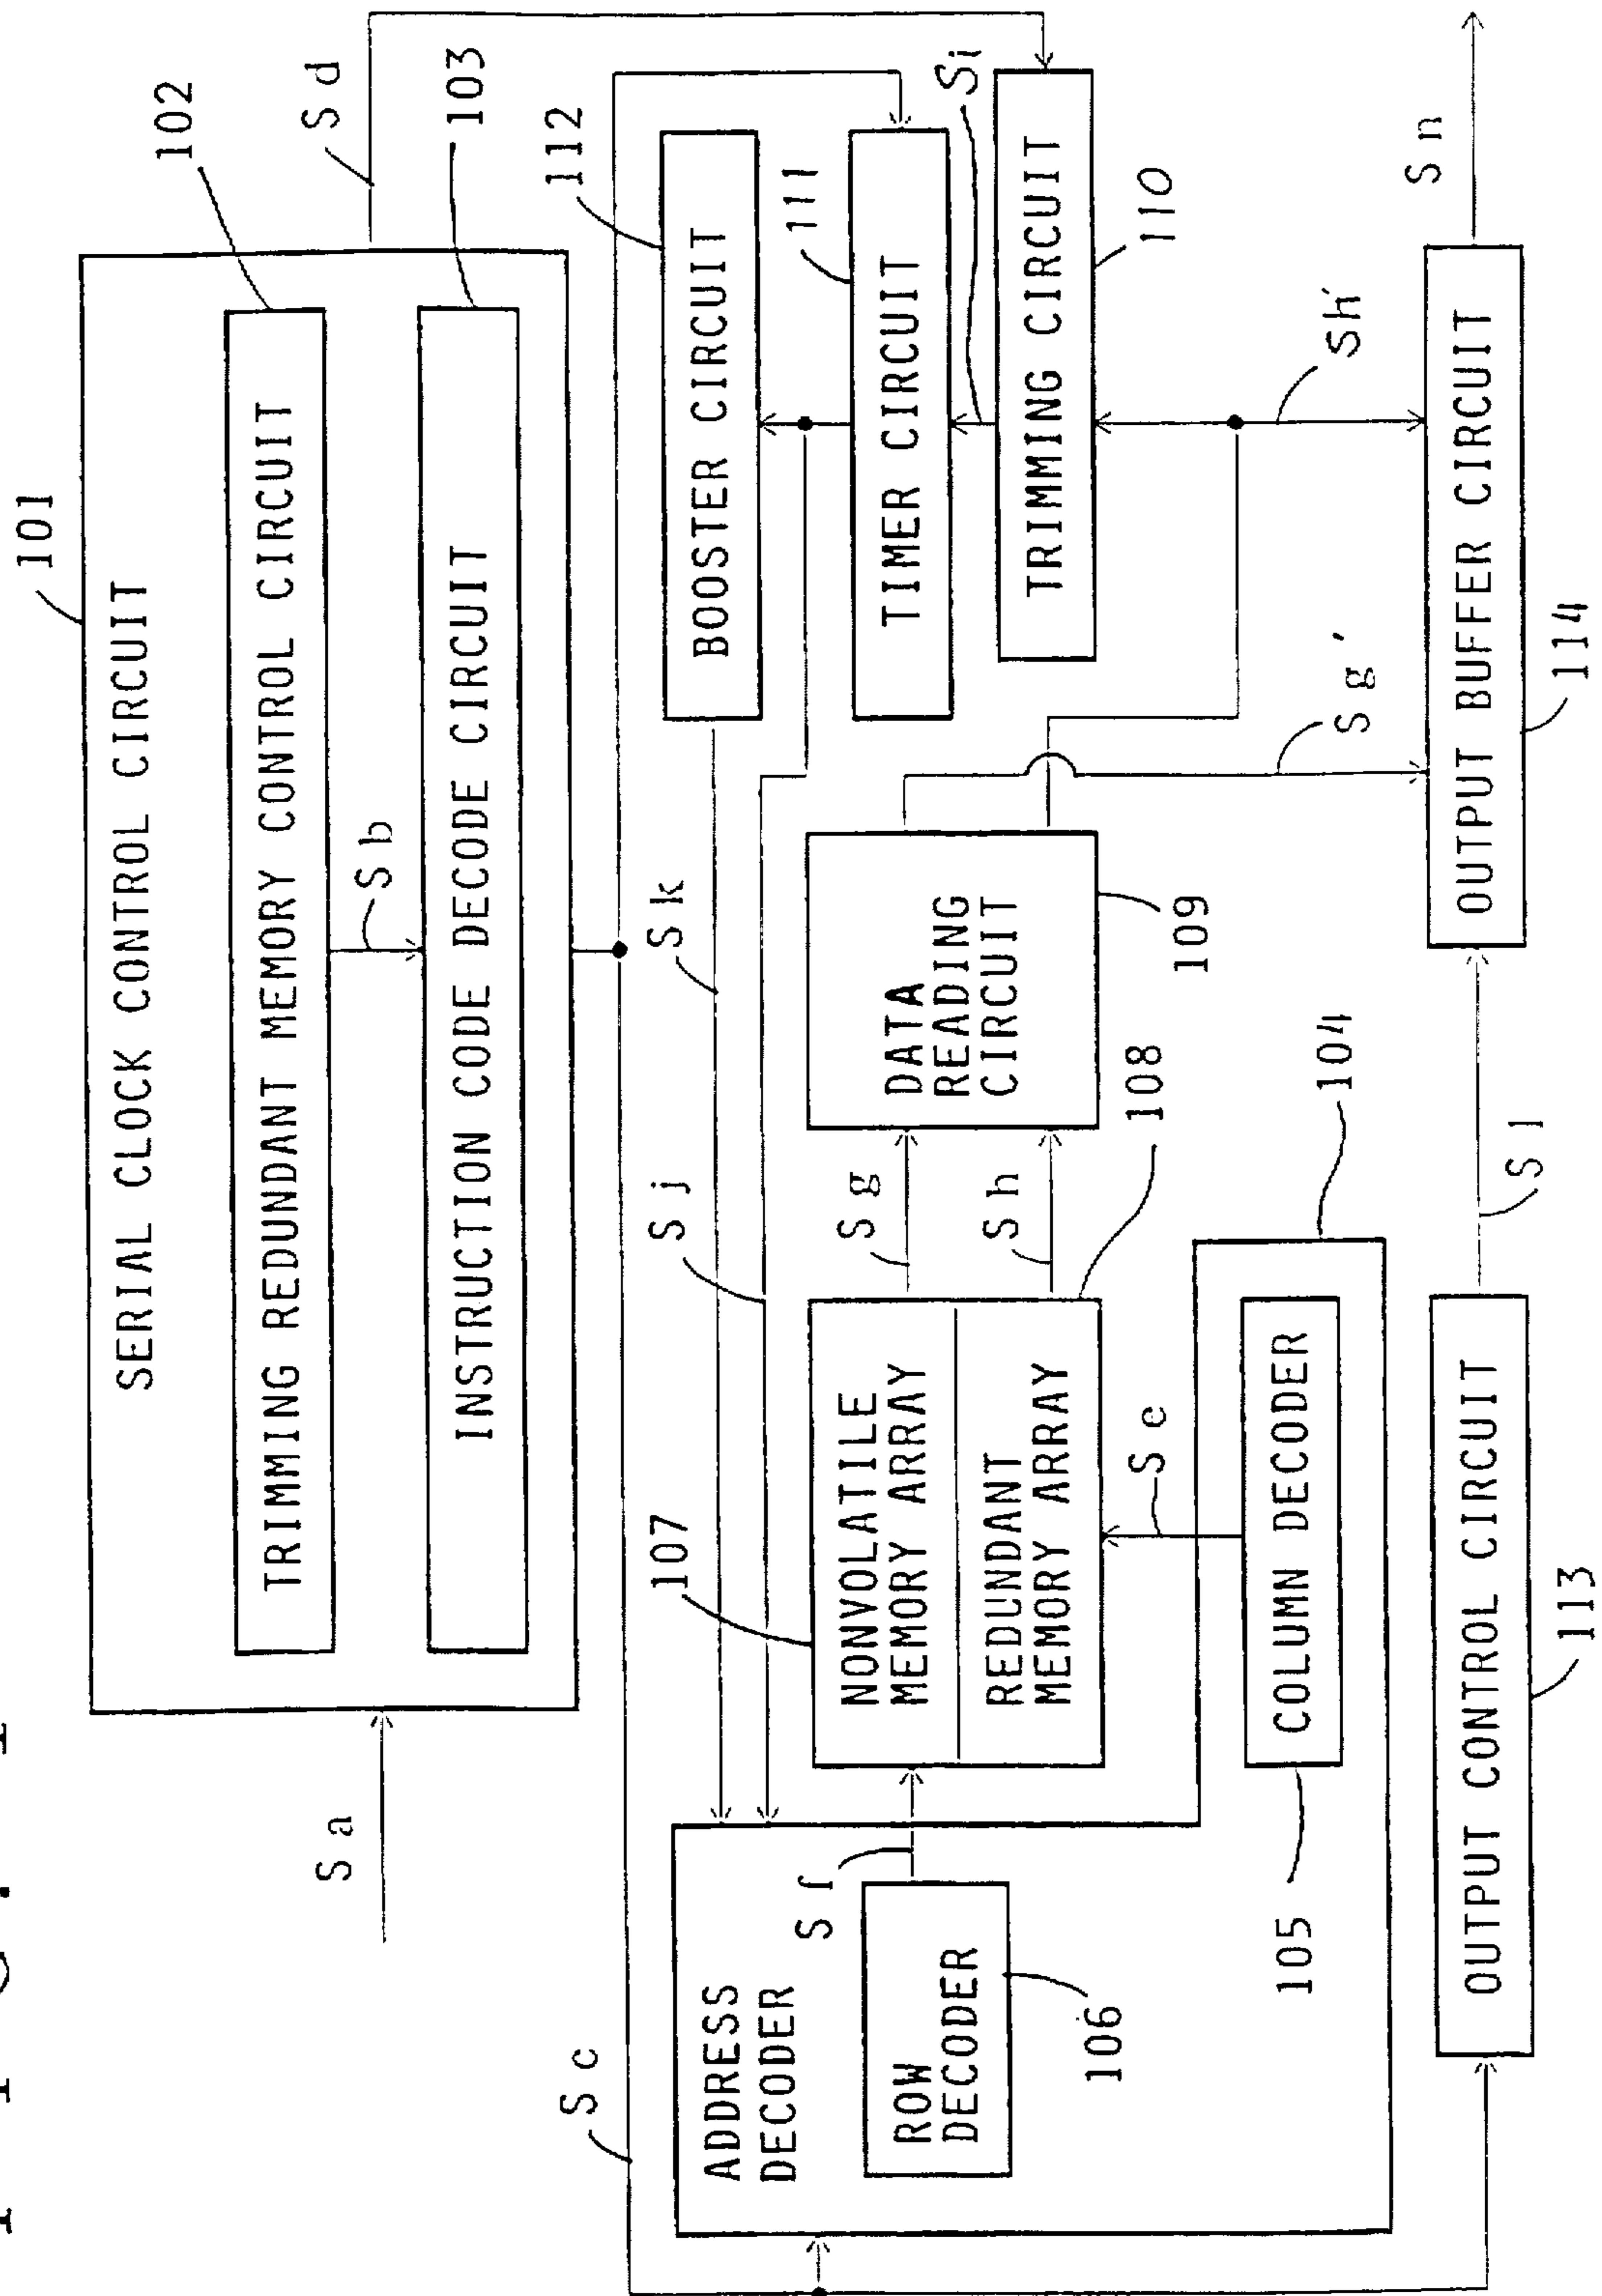 101
SERIAL CLOCK CONTROL CIRCUIT
102
TRIMMING REDUNDANT MEMORY CONTROL CIRCUIT
Sa
Sb
Sd
103
INSTRUCTION CODE DECODE CIRCUIT
Sc
Sk
Sj
112
BOOSTER CIRCUIT
ADDRESS
DECODER
107
111
TIMER CIRCUIT
Sf
NONVOLATILE
MEMORY ARRAY
Sg
DATA
READING
CIRCUIT
Si
ROW
DECODER
REDUNDANT
MEMORY ARRAY
Sh
TRIMMING CIRCUIT
106
108
109
110
Se
105
COLUMN DECODER
104
Sg'
Sh'
OUTPUT CONTROL CIRCUIT
Sl
OUTPUT BUFFER CIRCUIT
Sn
113
114